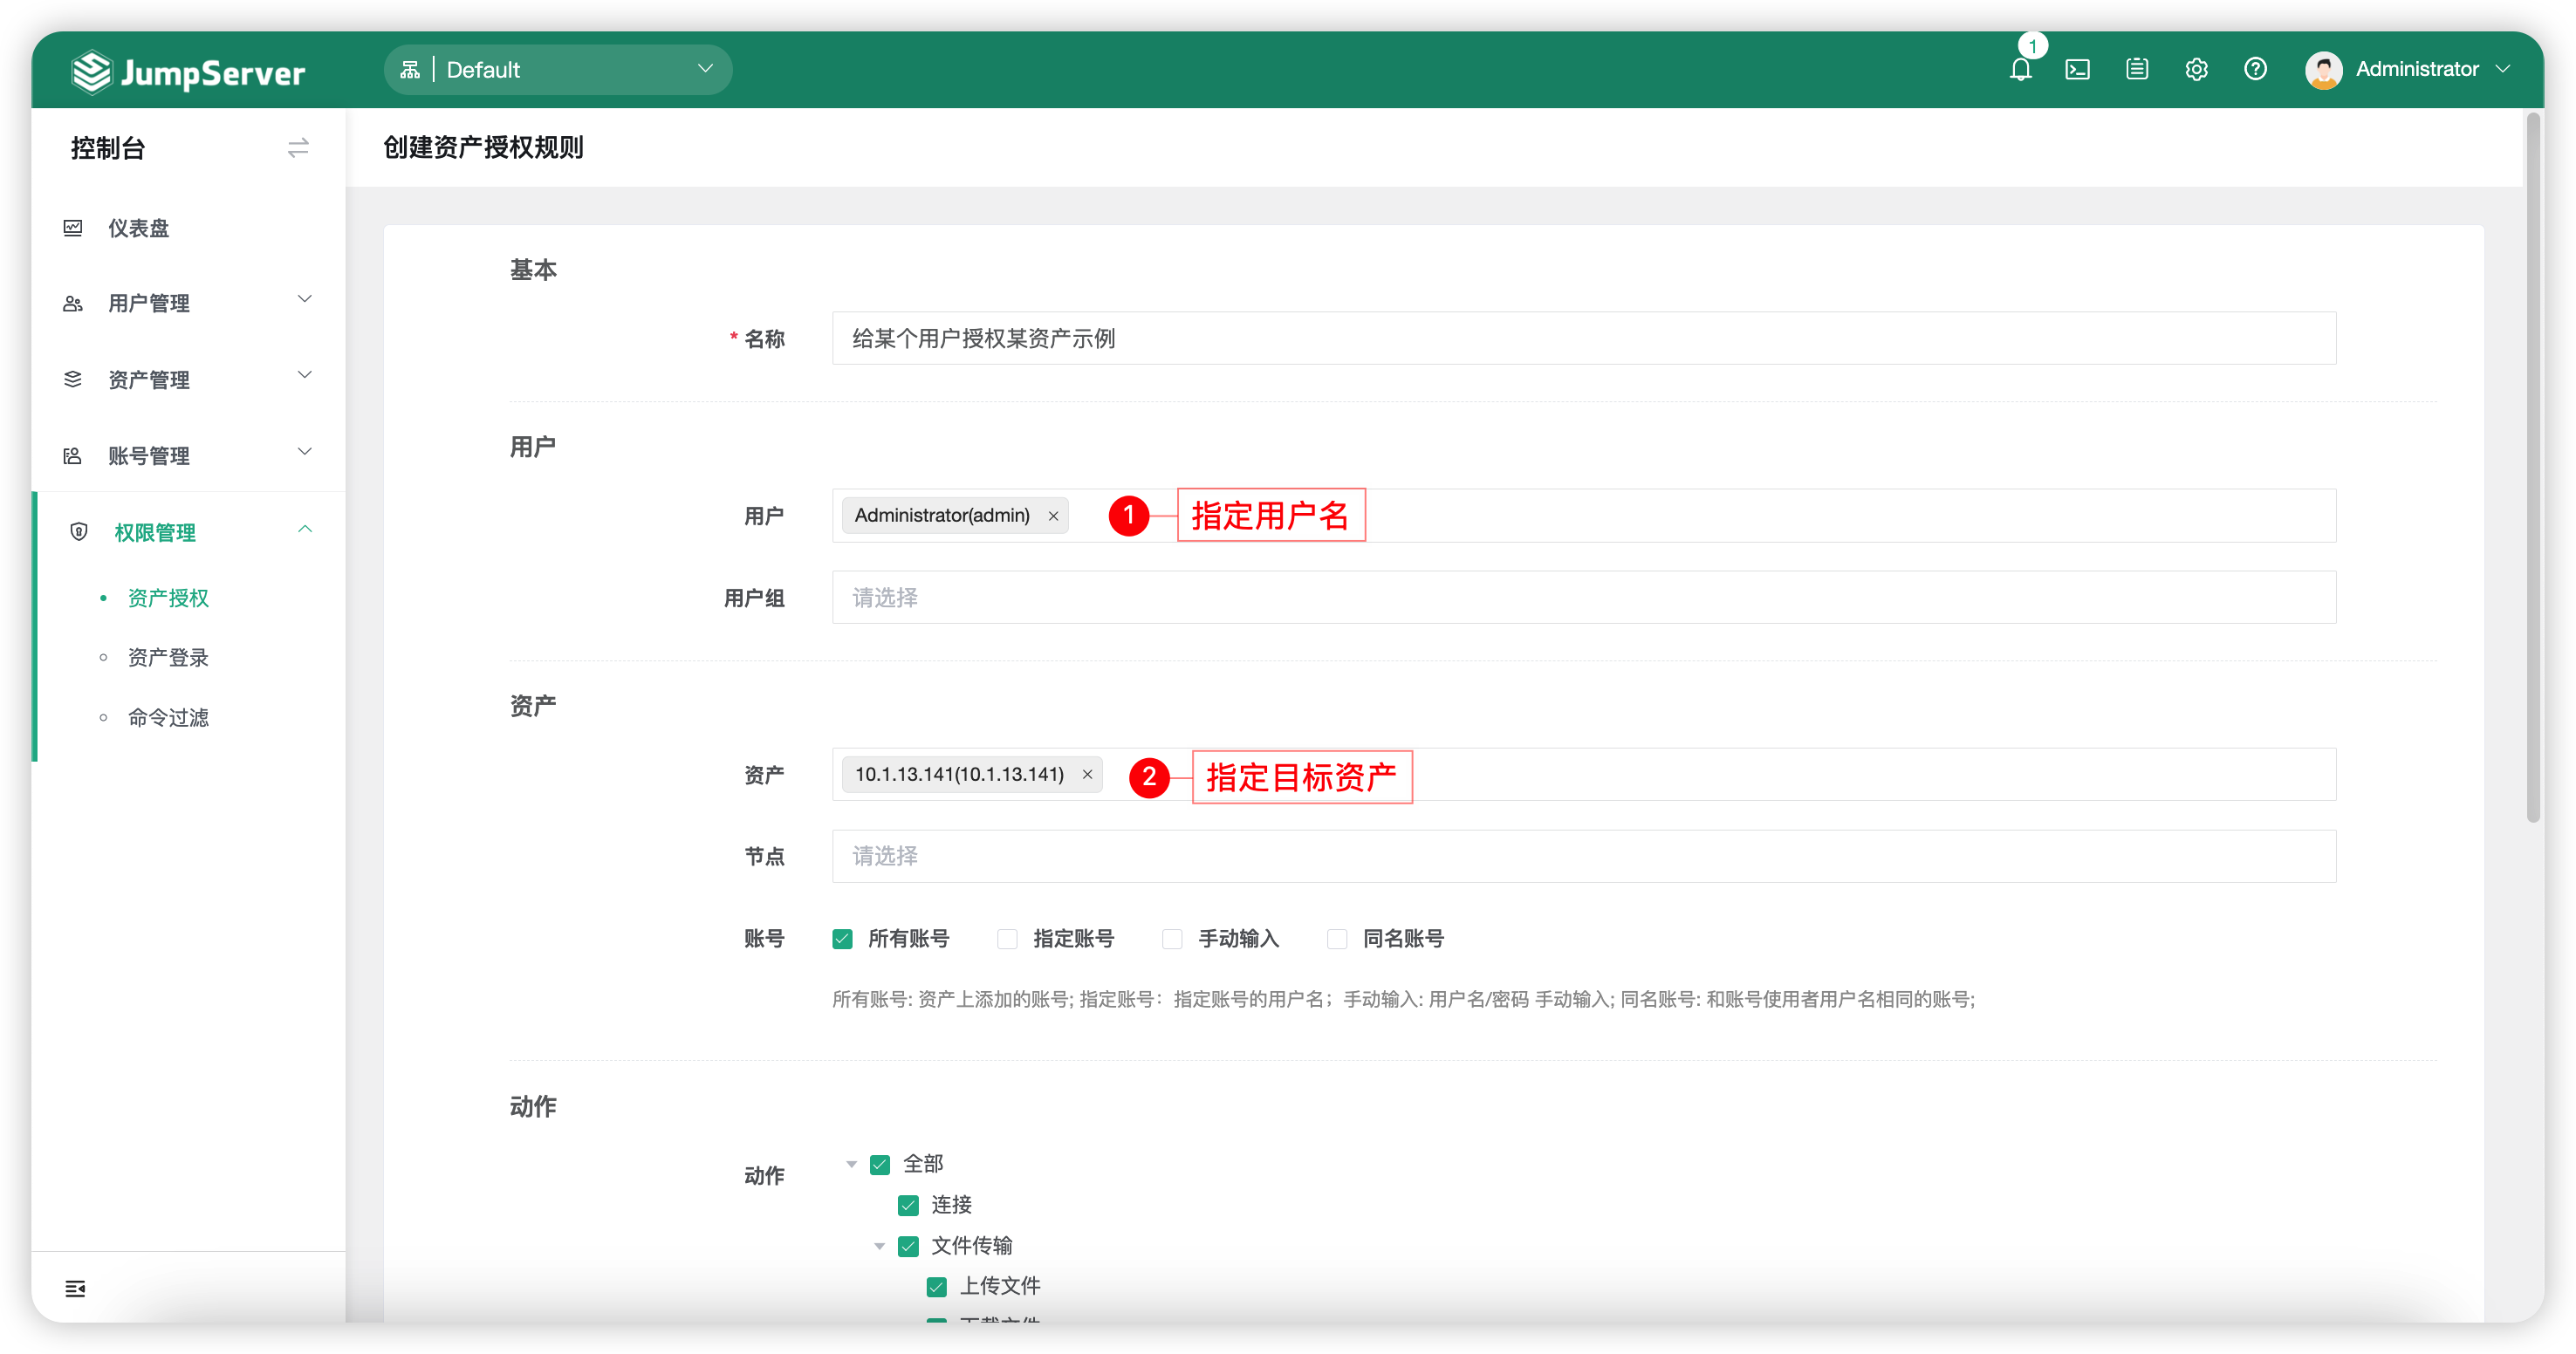 JumpServer
Default
1
Administrator
控制台
创建资产授权规则
仪表盘
用户管理
资产管理
账号管理
权限管理
资产授权
资产登录
命令过滤
基本
* 名称 给某个用户授权某资产示例
用户
用户 Administrator(admin) × 1 指定用户名
用户组 请选择
资产
资产 10.1.13.141(10.1.13.141) × 2 指定目标资产
节点 请选择
账号 所有账号 指定账号 手动输入 同名账号
所有账号: 资产上添加的账号; 指定账号：指定账号的用户名；手动输入: 用户名/密码 手动输入; 同名账号: 和账号使用者用户名相同的账号;
动作
动作 全部
连接
文件传输
上传文件
下载文件